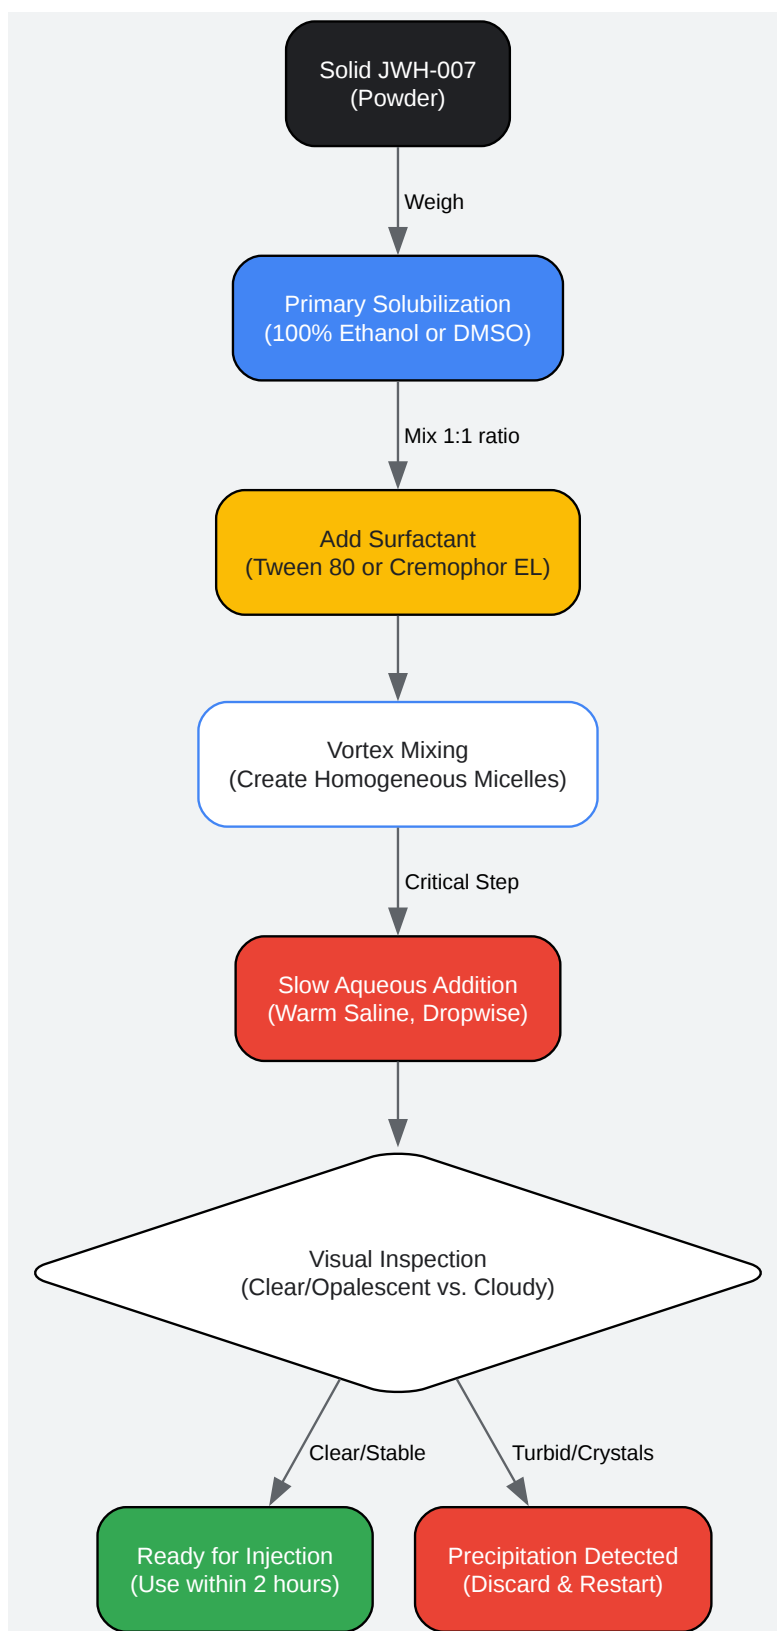 Solid JWH-007
(Powder)
Weigh
Primary Solubilization
(100% Ethanol or DMSO)
Mix 1:1 ratio
Add Surfactant
(Tween 80 or Cremophor EL)
Vortex Mixing
(Create Homogeneous Micelles)
Critical Step
Slow Aqueous Addition
(Warm Saline, Dropwise)
Visual Inspection
(Clear/Opalescent vs. Cloudy)
Clear/Stable
Turbid/Crystals
Ready for Injection
(Use within 2 hours)
Precipitation Detected
(Discard & Restart)